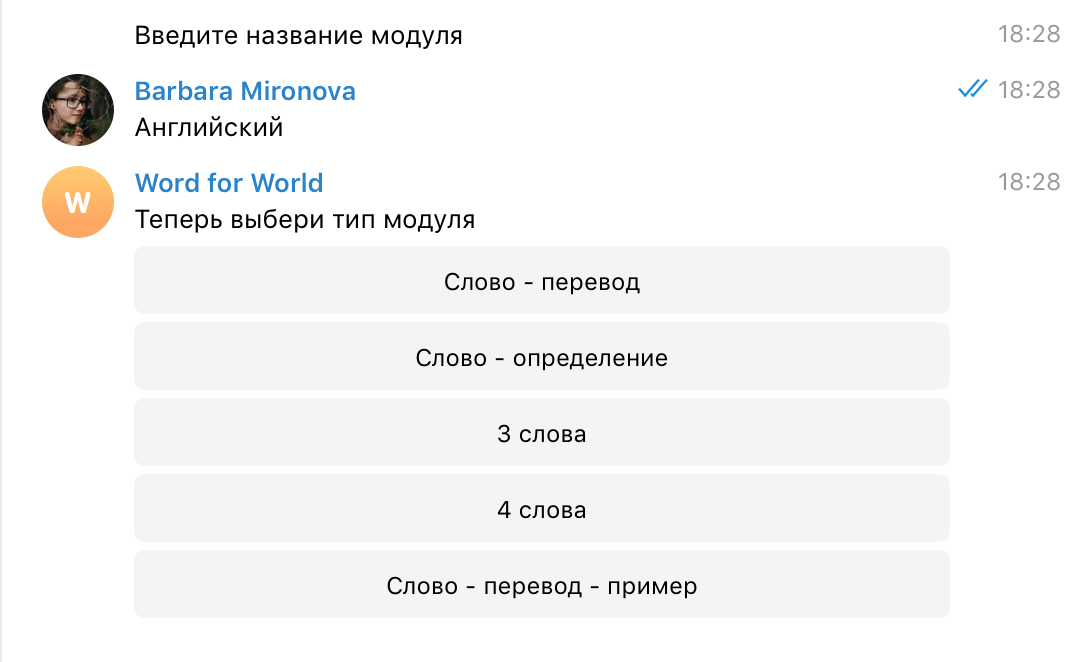 Введите название модуля 18:28
Barbara Mironova 18:28
Английский
W
Word for World 18:28
Теперь выбери тип модуля
Слово - перевод
Слово - определение
3 слова
4 слова
Слово - перевод - пример